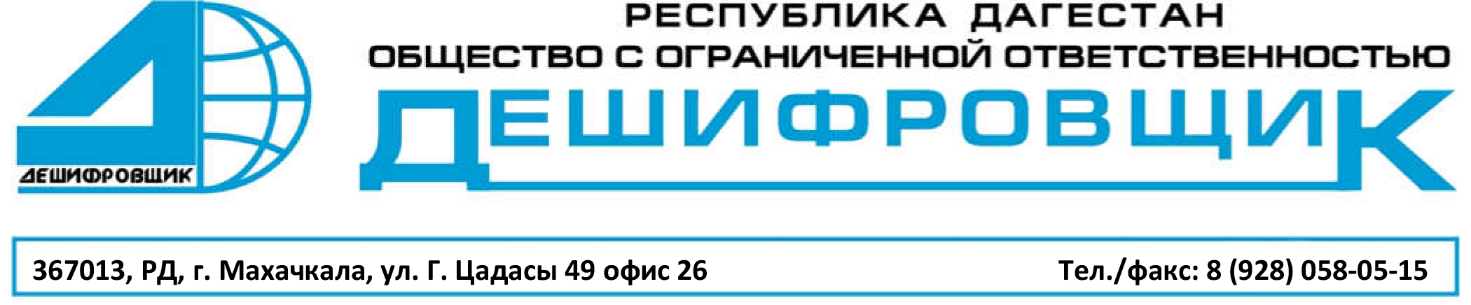 РЕСПУБЛИКА ДАГЕСТАН
ОБЩЕСТВО С ОГРАНИЧЕННОЙ ОТВЕТСТВЕННОСТЬЮ
ДЕШИФРОВЩИК
ДЕШИФРОВЩИК
367013, РД, г. Махачкала, ул. Г. Цадасы 49 офис 26 Тел./факс: 8 (928) 058-05-15